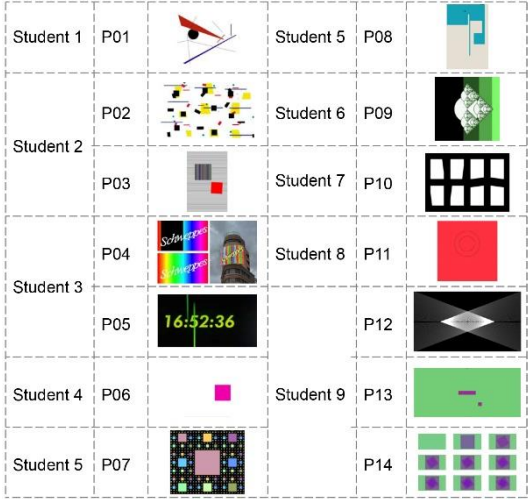 Student 1 P01 Student 5 P08
Student 2 P02 Student 6 P09
P03 Student 7 P10
Student 3 P04 Schweppes Schweppes Student 8 P11
P05 16:52:36 P12
Student 4 P06 Student 9 P13
Student 5 P07 P14